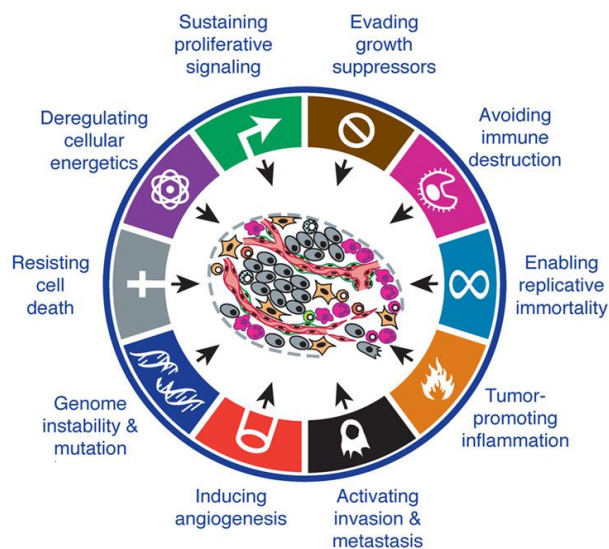 Sustaining
proliferative
signaling
Evading
growth
suppressors
Avoiding
immune
destruction
Enabling
replicative
immortality
Tumor-
promoting
inflammation
Activating
invasion &
metastasis
Inducing
angiogenesis
Genome
instability &
mutation
Resisting
cell
death
Deregulating
cellular
energetics